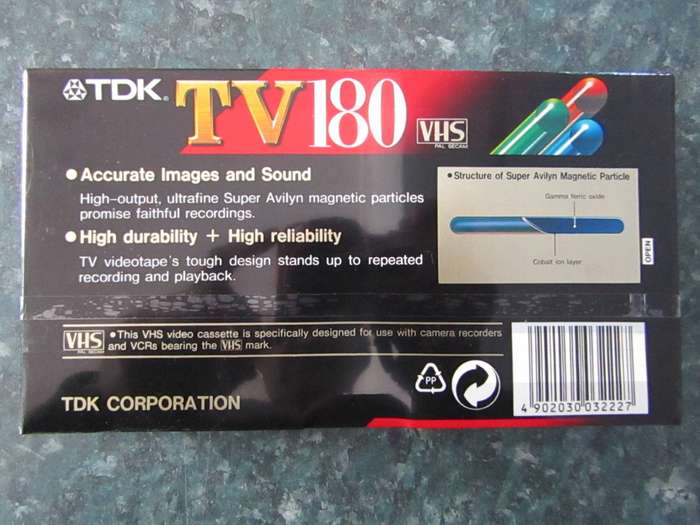 TDK. TV 180 VHS
PAL SECAM
• Accurate Images and Sound
High-output, ultrafine Super Avilyn magnetic particles
promise faithful recordings.
• High durability + High reliability
TV videotape's tough design stands up to repeated
recording and playback.
• Structure of Super Avilyn Magnetic Particle
Gamma ferric oxide
Cobalt ion layer
OPEN
VHS
PAL SECAM
• This VHS video cassette is specifically designed for use with camera recorders
and VCRs bearing the VHS mark.
PP
TDK CORPORATION
4 902030 032227